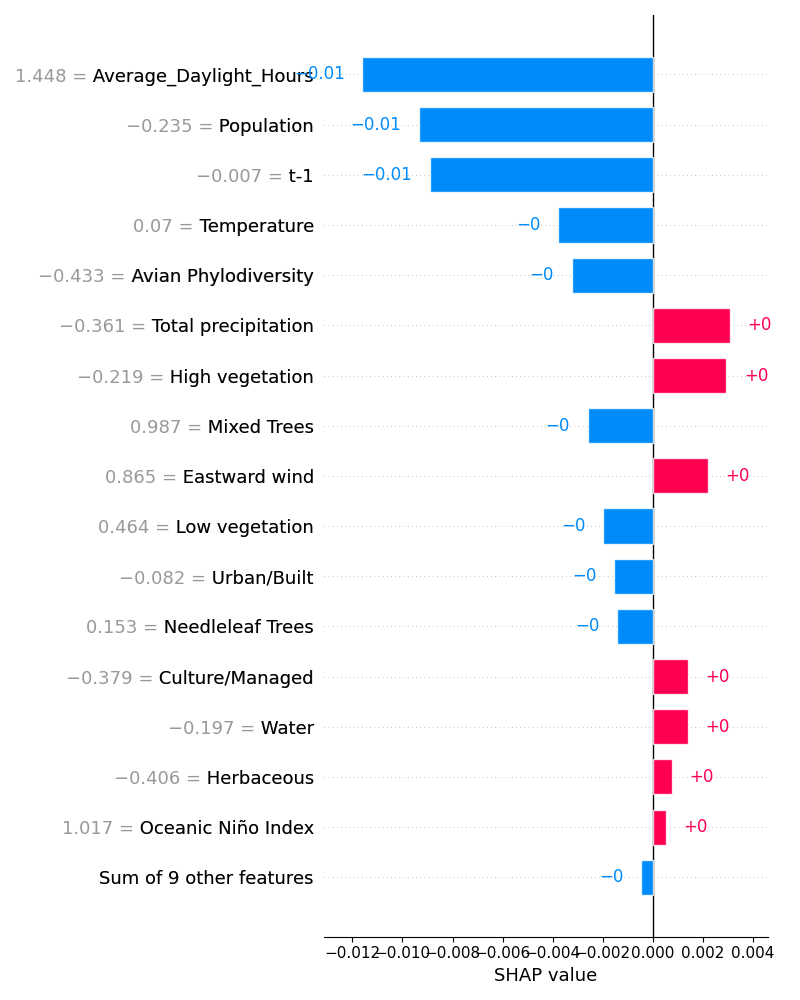 1.448 = Average_Daylight_Hours −0.01
−0.235 = Population −0.01
−0.007 = t-1 −0.01
0.07 = Temperature −0
−0.433 = Avian Phylodiversity −0
−0.361 = Total precipitation +0
−0.219 = High vegetation +0
0.987 = Mixed Trees −0
0.865 = Eastward wind +0
0.464 = Low vegetation −0
−0.082 = Urban/Built −0
0.153 = Needleleaf Trees −0
−0.379 = Culture/Managed +0
−0.197 = Water +0
−0.406 = Herbaceous +0
1.017 = Oceanic Niño Index +0
Sum of 9 other features −0
−0.012 −0.010 −0.008 −0.006 −0.004 −0.002 0.000 0.002 0.004
SHAP value